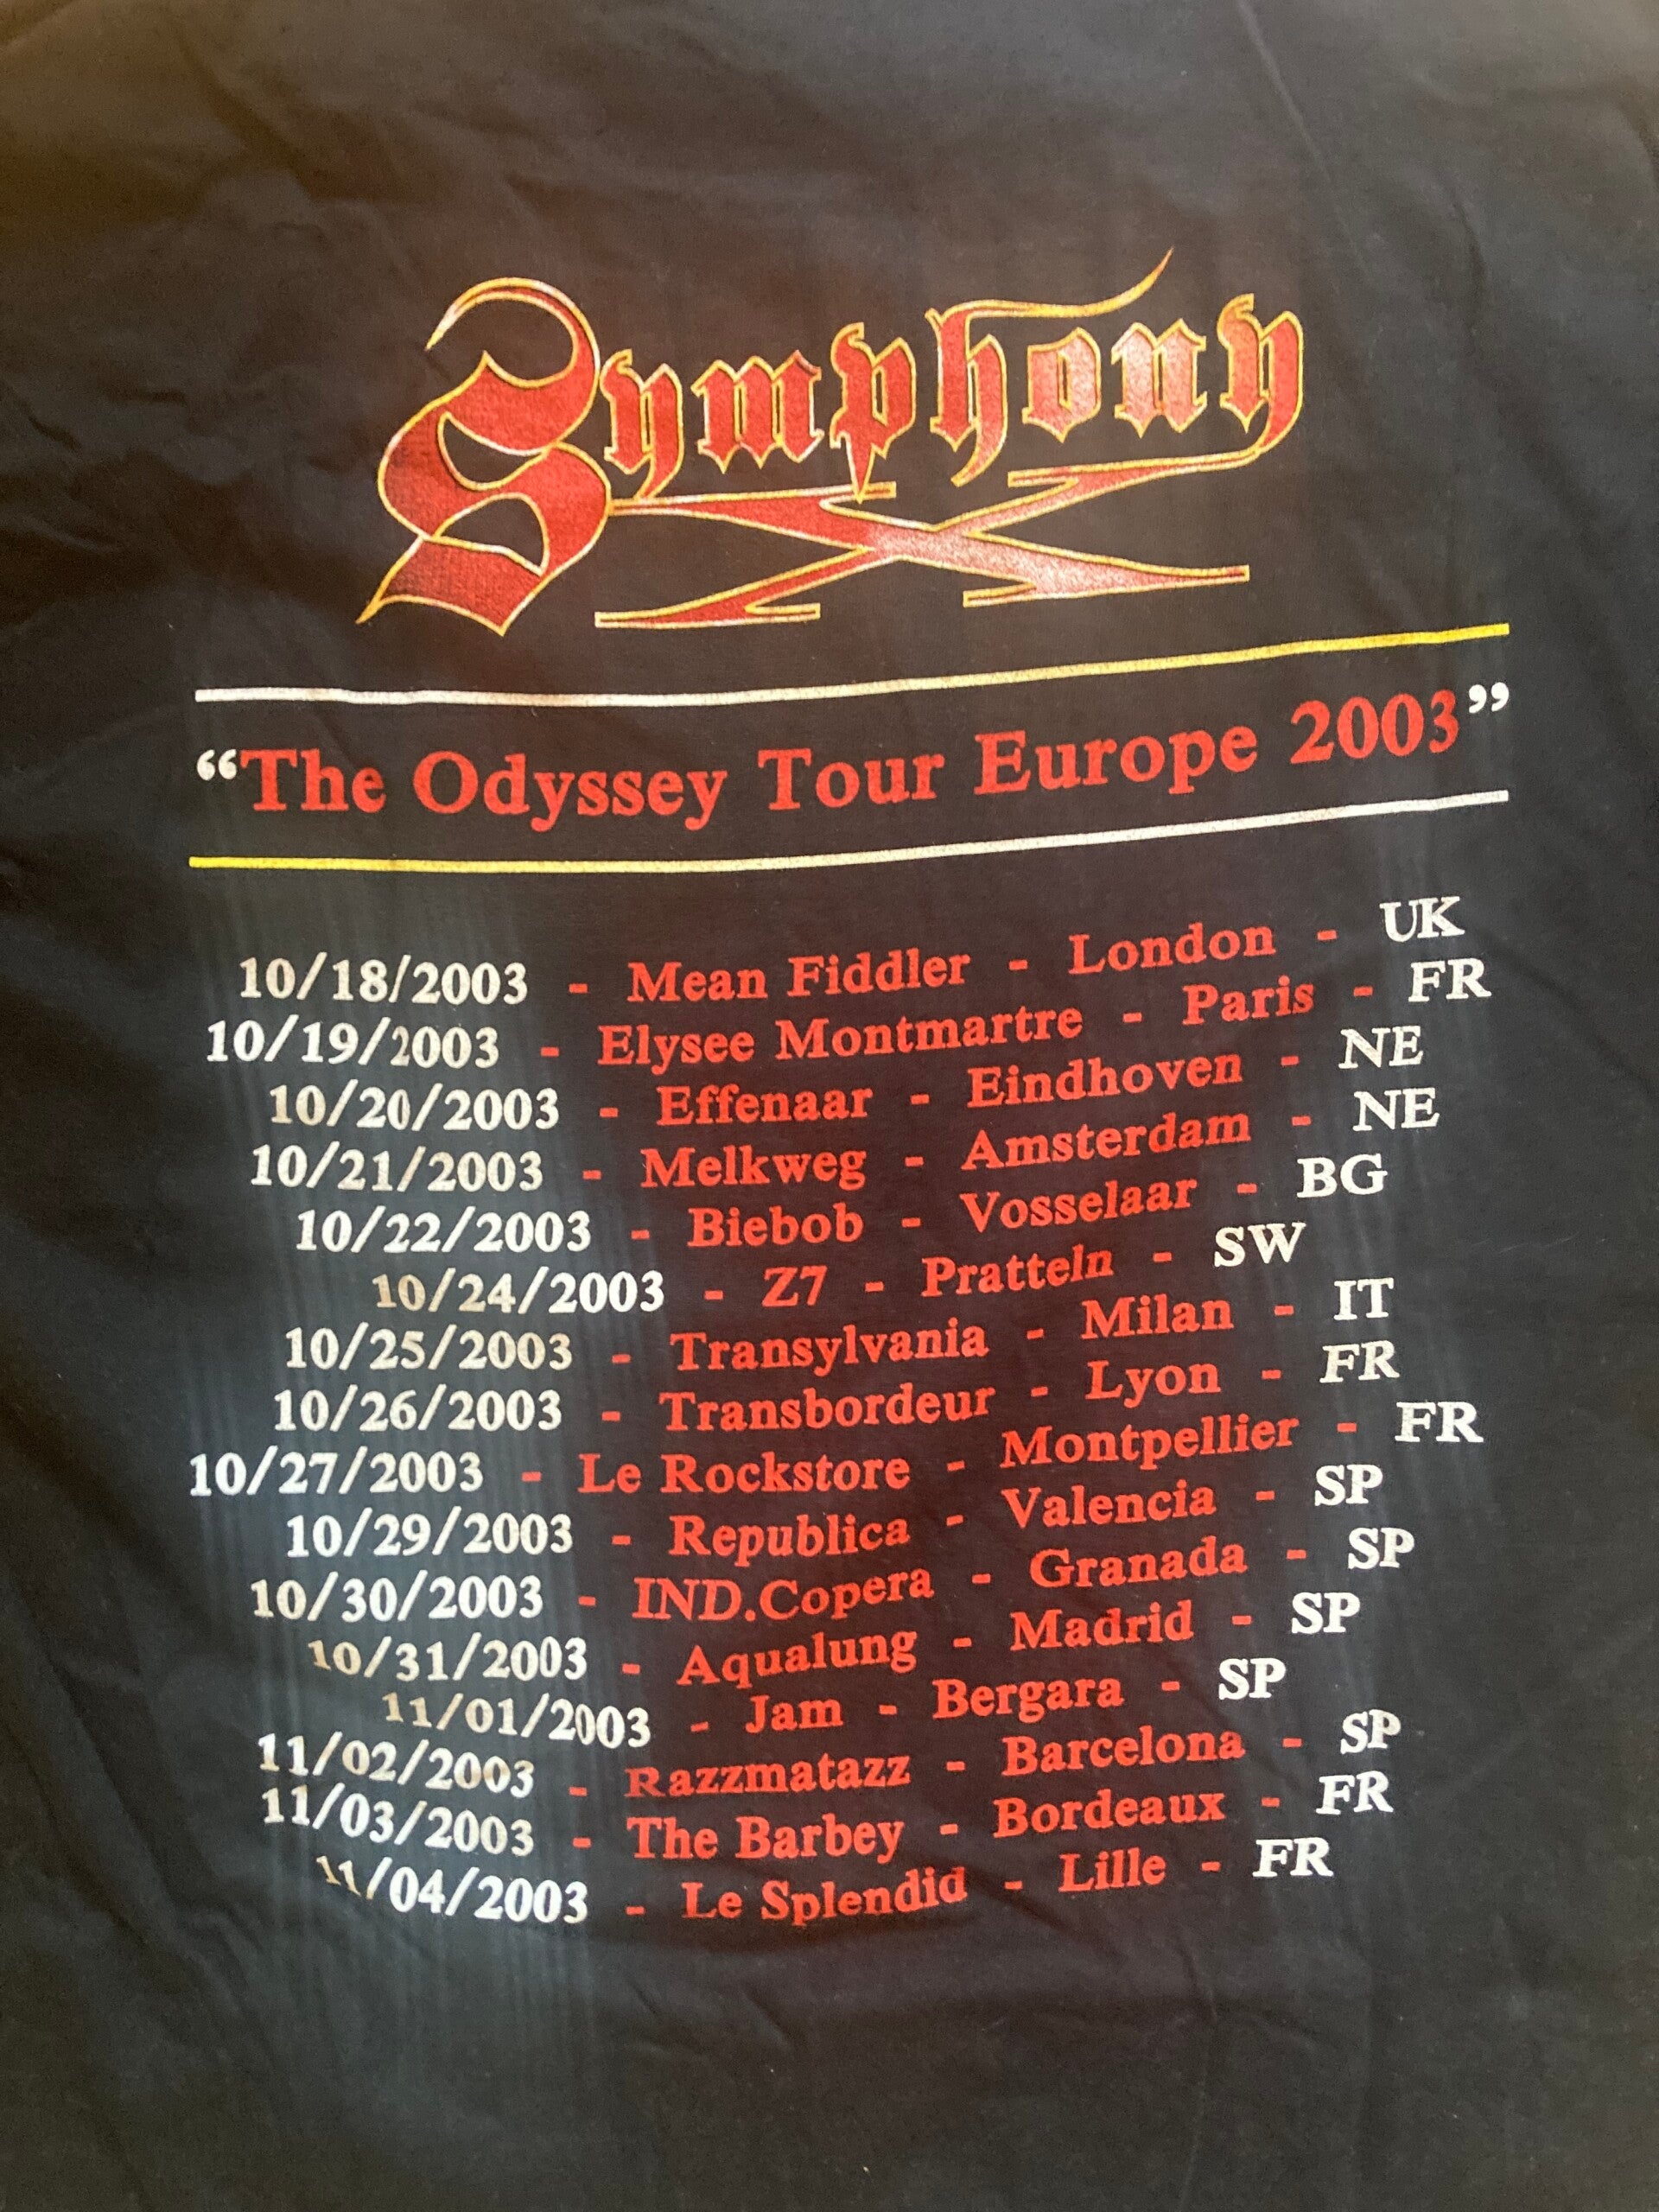 Symphony
X
“The Odyssey Tour Europe 2003”
10/18/2003 - Mean Fiddler - London - UK
10/19/2003 - Elysee Montmartre - Paris - FR
10/20/2003 - Effenaar - Eindhoven - NE
10/21/2003 - Melkweg - Amsterdam - NE
10/22/2003 - Biebob - Vosselaar - BG
10/24/2003 - Z7 - Pratteln - SW
10/25/2003 - Transylvania - Milan - IT
10/26/2003 - Transbordeur - Lyon - FR
10/27/2003 - Le Rockstore - Montpellier - FR
10/29/2003 - Republica - Valencia - SP
10/30/2003 - IND.Copera - Granada - SP
10/31/2003 - Aqualung - Madrid - SP
11/01/2003 - Jam - Bergara - SP
11/02/2003 - Razzmatazz - Barcelona - SP
11/03/2003 - The Barbey - Bordeaux - FR
11/04/2003 - Le Splendid - Lille - FR